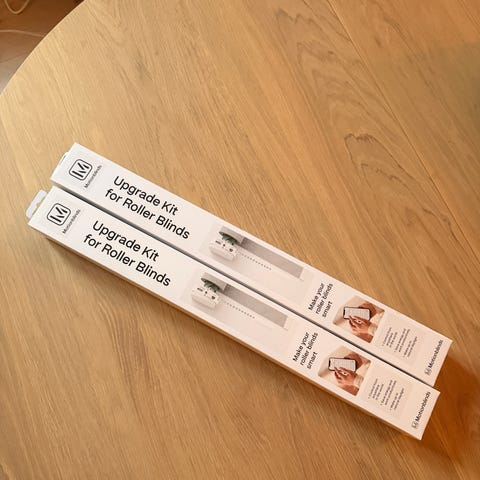 M
Motionblinds
Upgrade Kit
for Roller Blinds
Make your
roller blinds
smart
Motionblinds
M
Motionblinds
Upgrade Kit
for Roller Blinds
Make your
roller blinds
smart
Motionblinds